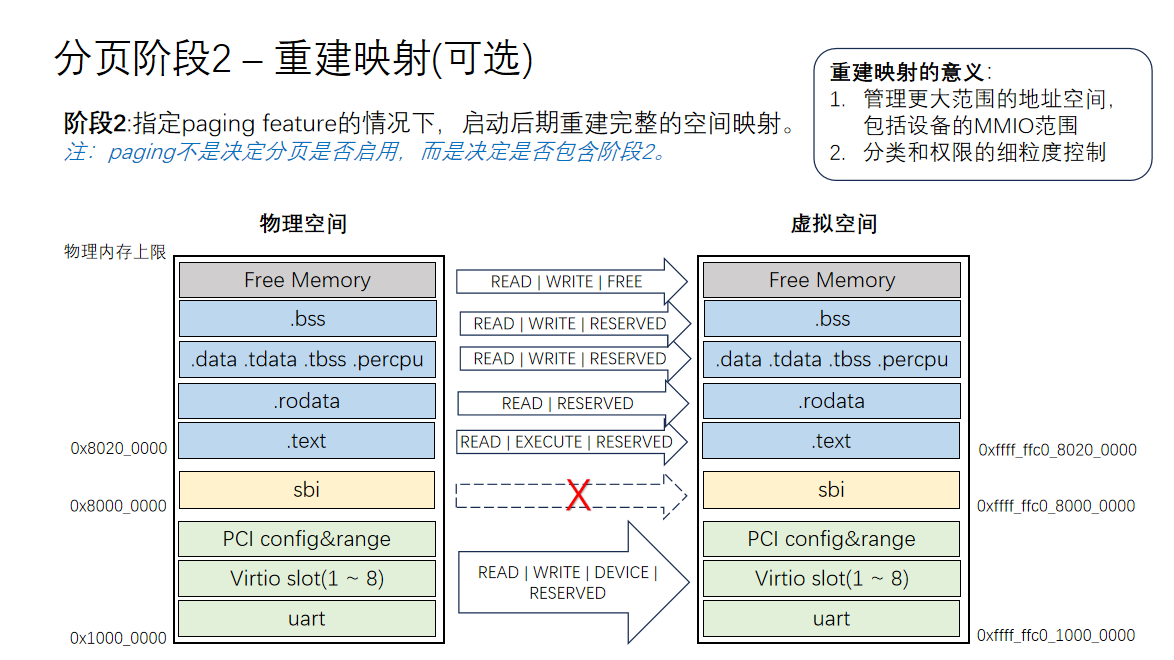 分页阶段2 – 重建映射(可选)
重建映射的意义：
1. 管理更大范围的地址空间，
包括设备的MMIO范围
2. 分类和权限的细粒度控制
阶段2:指定paging feature的情况下，启动后期重建完整的空间映射。
注：paging不是决定分页是否启用，而是决定是否包含阶段2。
物理空间
虚拟空间
物理内存上限
Free Memory
READ | WRITE | FREE
Free Memory
.bss
READ | WRITE | RESERVED
.bss
.data .tdata .tbss .percpu
READ | WRITE | RESERVED
.data .tdata .tbss .percpu
.rodata
READ | RESERVED
.rodata
.text
READ | EXECUTE | RESERVED
.text
0x8020_0000
0xffff_ffc0_8020_0000
sbi
X
sbi
0x8000_0000
0xffff_ffc0_8000_0000
PCI config&range
PCI config&range
Virtio slot(1 ~ 8)
READ | WRITE | DEVICE |
RESERVED
Virtio slot(1 ~ 8)
uart
uart
0x1000_0000
0xffff_ffc0_1000_0000